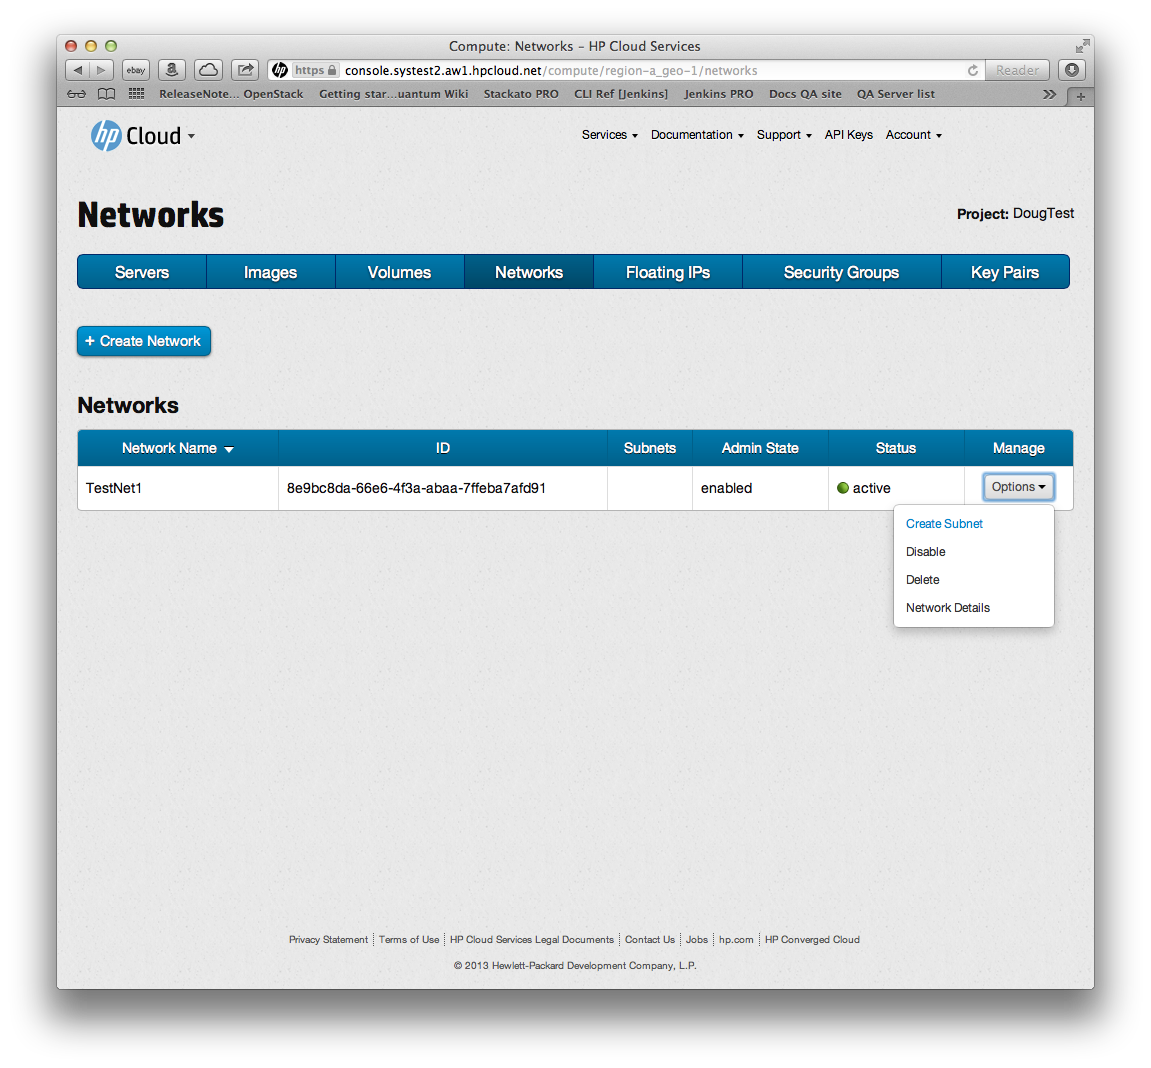 Compute: Networks – HP Cloud Services
ebay a https console.systest2.aw1.hpcloud.net/compute/region-a_geo-1/networks Reader
ReleaseNote... OpenStack Getting star...uantum Wiki Stackato PRO CLI Ref [Jenkins] Jenkins PRO Docs QA site QA Server list
hp Cloud Services Documentation Support API Keys Account
Networks
Project: DougTest
Servers Images Volumes Networks Floating IPs Security Groups Key Pairs
+ Create Network
Networks
Network Name ID Subnets Admin State Status Manage
TestNet1 8e9bc8da-66e6-4f3a-abaa-7ffeba7afd91 enabled active Options
Create Subnet
Disable
Delete
Network Details
Privacy Statement Terms of Use HP Cloud Services Legal Documents Contact Us Jobs hp.com HP Converged Cloud
© 2013 Hewlett-Packard Development Company, L.P.